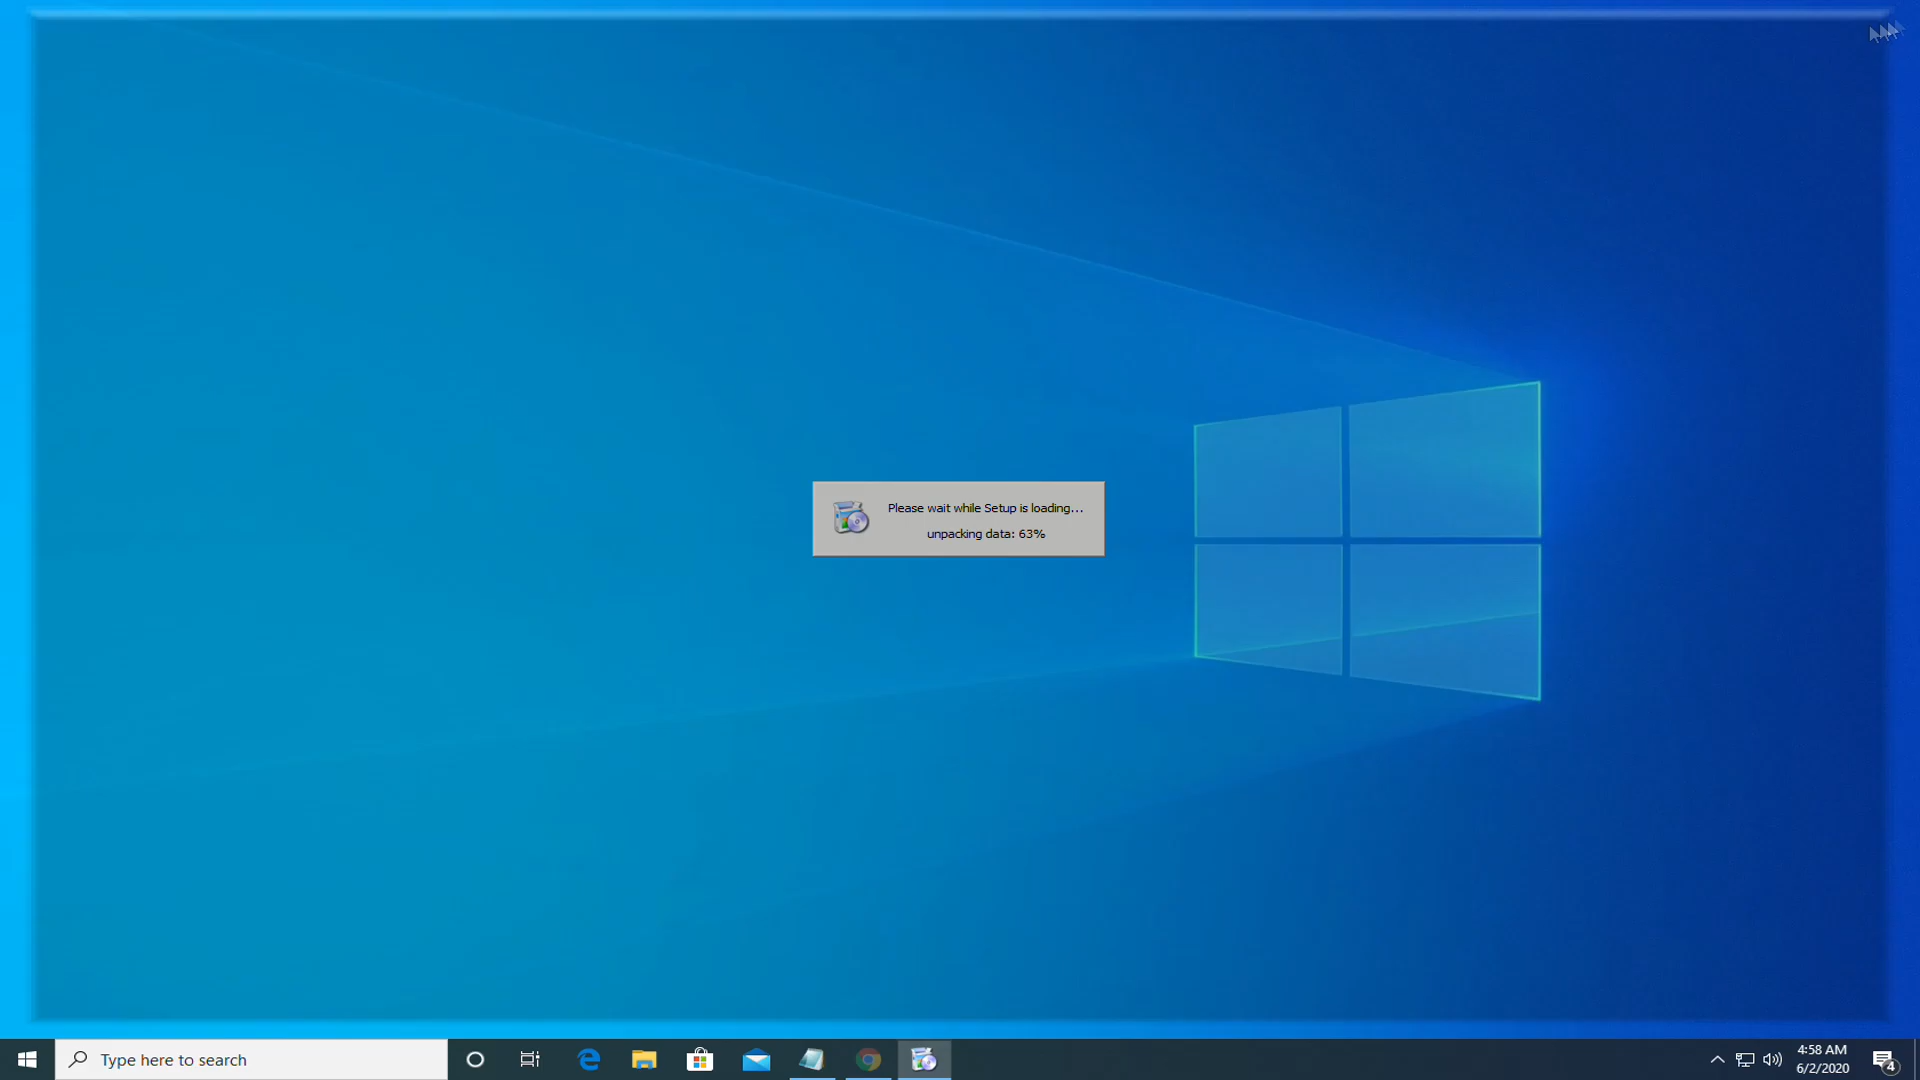 Please wait while Setup is loading...
unpacking data: 63%
Type here to search
4:58 AM
6/2/2020
4